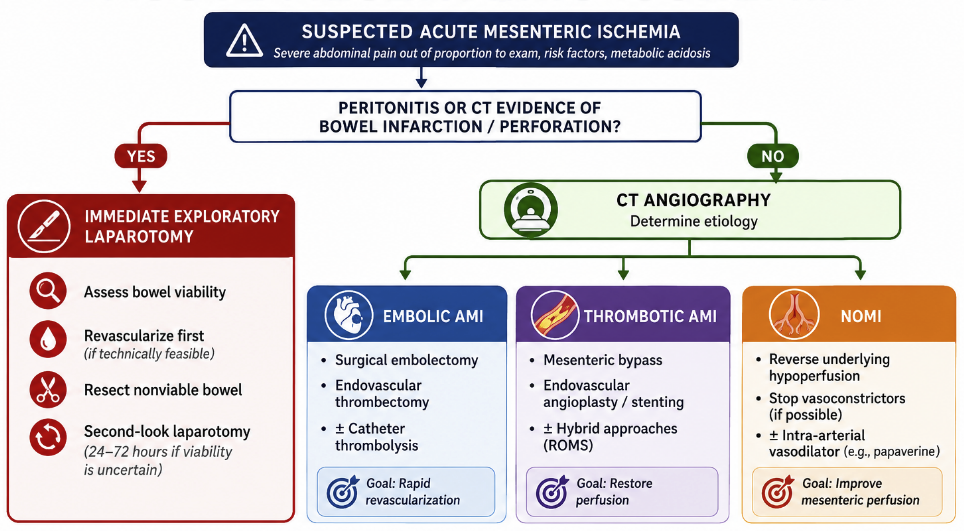 SUSPECTED ACUTE MESENTERIC ISCHEMIA
Severe abdominal pain out of proportion to exam, risk factors, metabolic acidosis
PERITONITIS OR CT EVIDENCE OF
BOWEL INFARCTION / PERFORATION?
YES
NO
IMMEDIATE EXPLORATORY
LAPAROTOMY
Assess bowel viability
Revascularize first
(if technically feasible)
Resect nonviable bowel
Second-look laparotomy
(24–72 hours if viability
is uncertain)
CT ANGIOGRAPHY
Determine etiology
EMBOLIC AMI
• Surgical embolectomy
• Endovascular
thrombectomy
• ± Catheter
thrombolysis
Goal: Rapid
revascularization
THROMBOTIC AMI
• Mesenteric bypass
• Endovascular
angioplasty / stenting
• ± Hybrid approaches
(ROMS)
Goal: Restore
perfusion
NOMI
• Reverse underlying
hypoperfusion
• Stop vasoconstrictors
(if possible)
• ± Intra-arterial
vasodilator (e.g., papaverine)
Goal: Improve
mesenteric perfusion